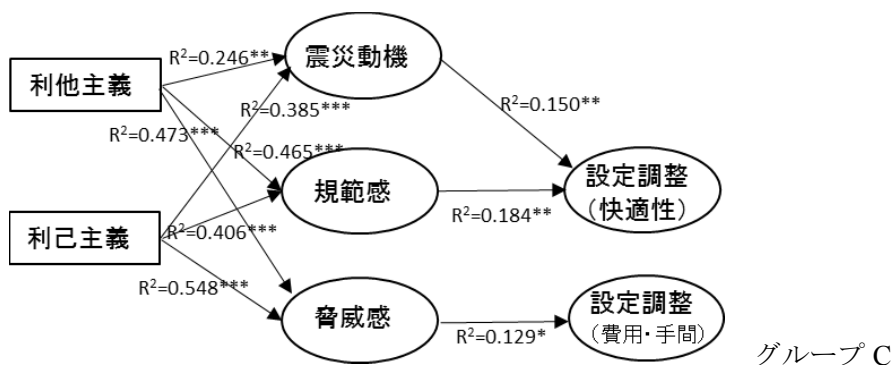 R²=0.246**
震災動機
利他主義
R²=0.385***
R²=0.150**
R²=0.473***
R²=0.465***
規範感
設定調整
（快適性）
R²=0.184**
利己主義
R²=0.406***
R²=0.548***
脅威感
設定調整
（費用・手間）
R²=0.129*
グループ C